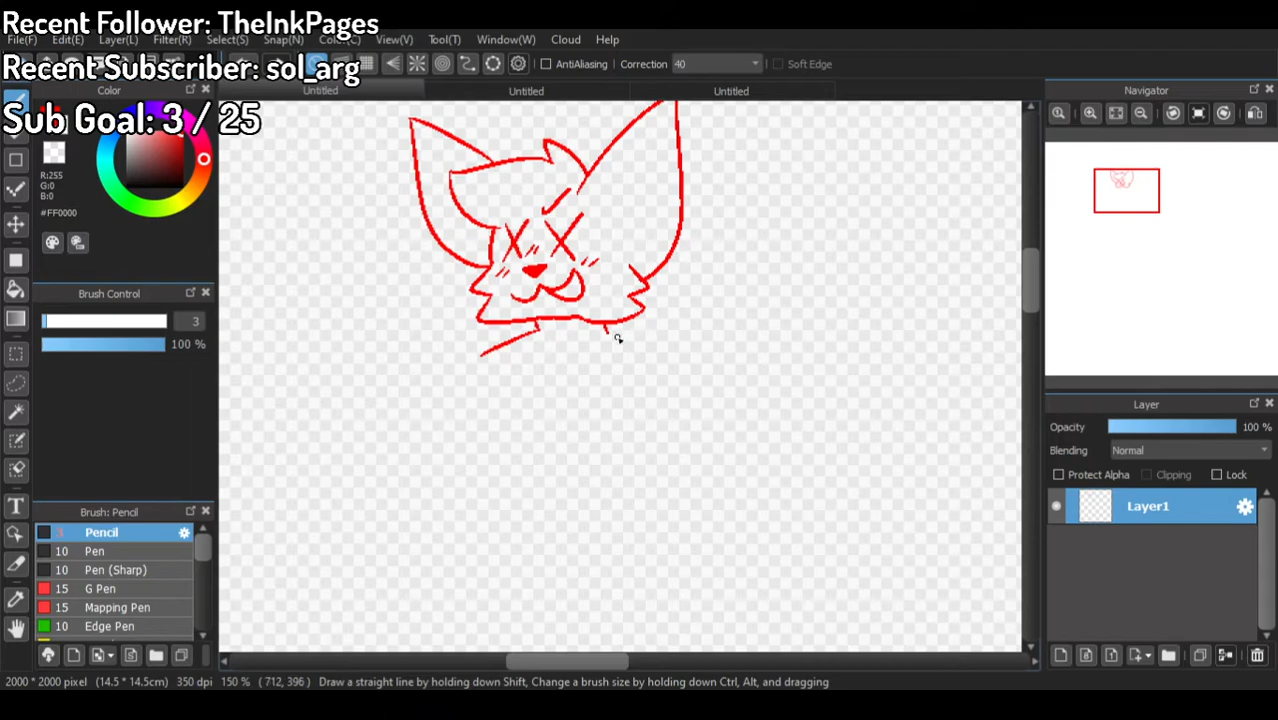 Recent Follower: TheInkPages
File(F) Edit(E) Layer(L) Filter(R) Select(S) Snap(N) Color(C) View(V) Tool(T) Window(W) Cloud Help
Recent Subscriber: sol_arg
AntiAliasing Correction 40 Soft Edge
Color Untitled Untitled Untitled Navigator
Sub Goal: 3 / 25
R:255
G:0
B:0
#FF0000
Brush Control
3
100 %
Layer
Opacity 100 %
Blending Normal
Protect Alpha Clipping Lock
Layer1
Brush: Pencil
3 Pencil
10 Pen
10 Pen (Sharp)
15 G Pen
15 Mapping Pen
10 Edge Pen
2000 * 2000 pixel (14.5 * 14.5cm) 350 dpi 150 % ( 712, 396 ) Draw a straight line by holding down Shift, Change a brush size by holding down Ctrl, Alt, and dragging